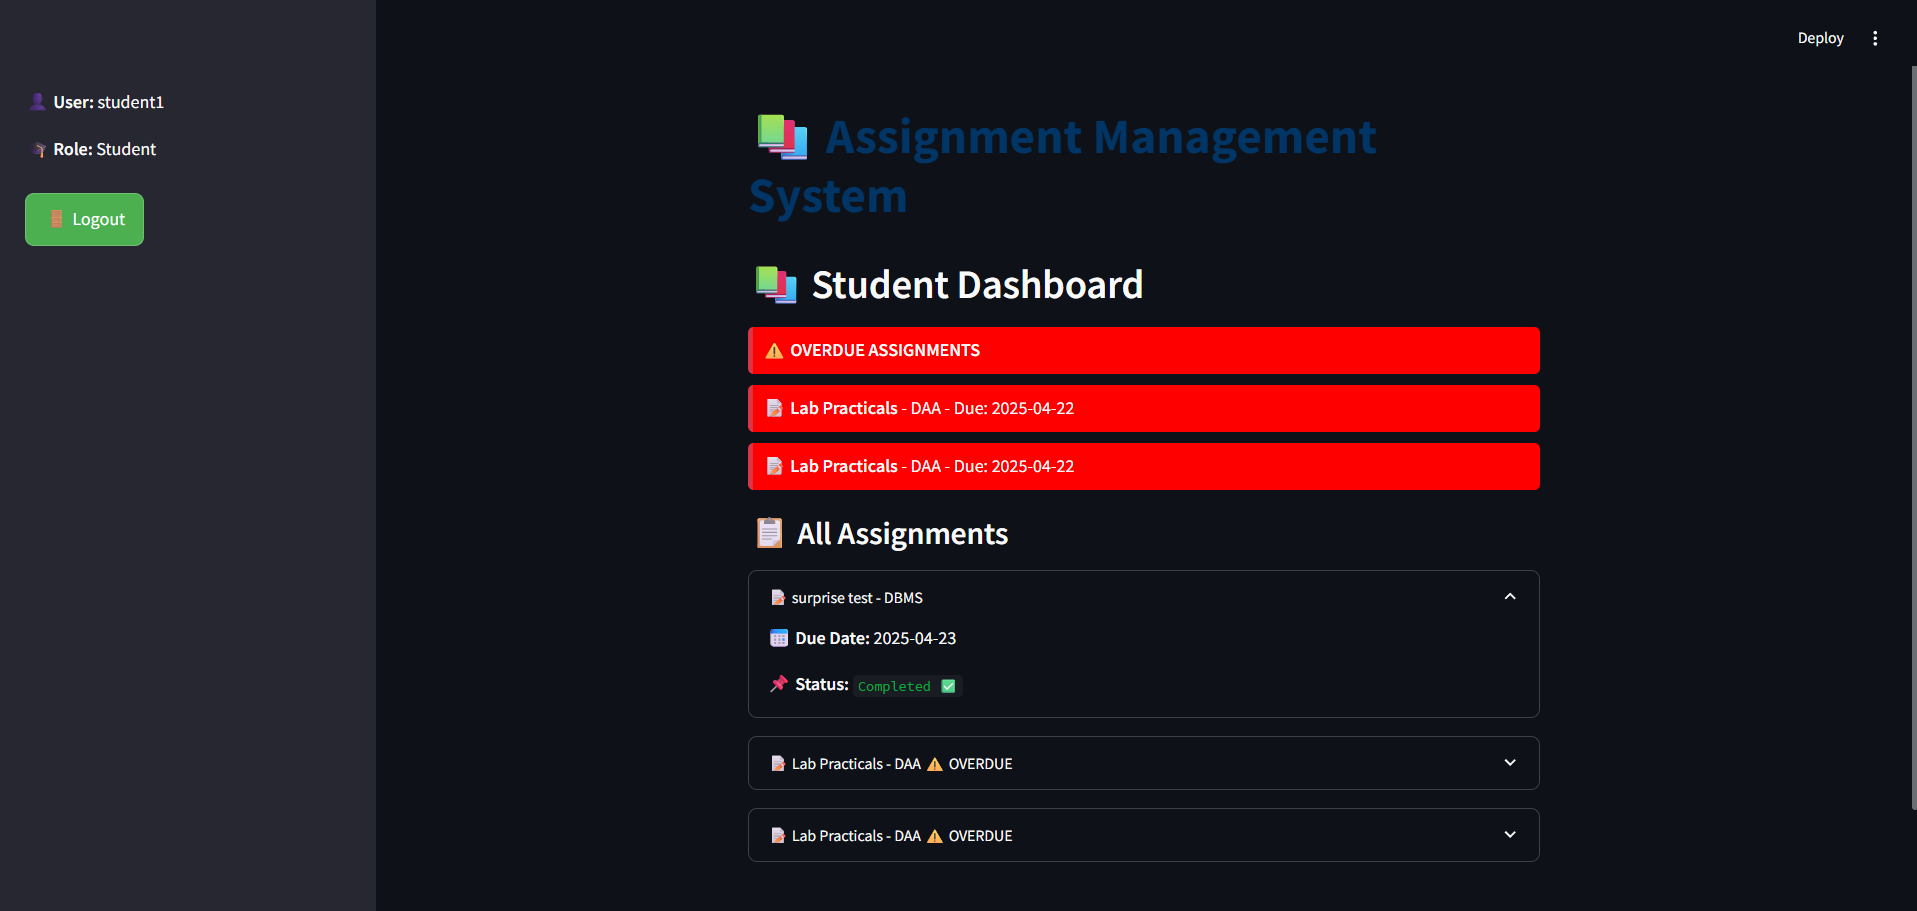 Deploy
User: student1
Role: Student
Logout
Assignment Management
System
Student Dashboard
OVERDUE ASSIGNMENTS
Lab Practicals - DAA - Due: 2025-04-22
Lab Practicals - DAA - Due: 2025-04-22
All Assignments
surprise test - DBMS
Due Date: 2025-04-23
Status: Completed ✅
Lab Practicals - DAA ⚠️ OVERDUE
Lab Practicals - DAA ⚠️ OVERDUE